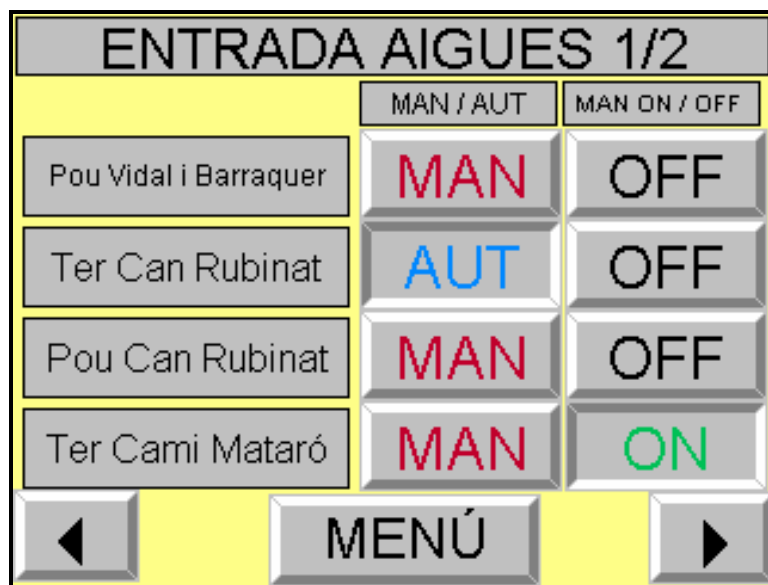 ENTRADA AIGUES 1/2
MAN / AUT MAN ON / OFF
Pou Vidal i Barraquer MAN OFF
Ter Can Rubinat AUT OFF
Pou Can Rubinat MAN OFF
Ter Cami Mataró MAN ON
MENÚ